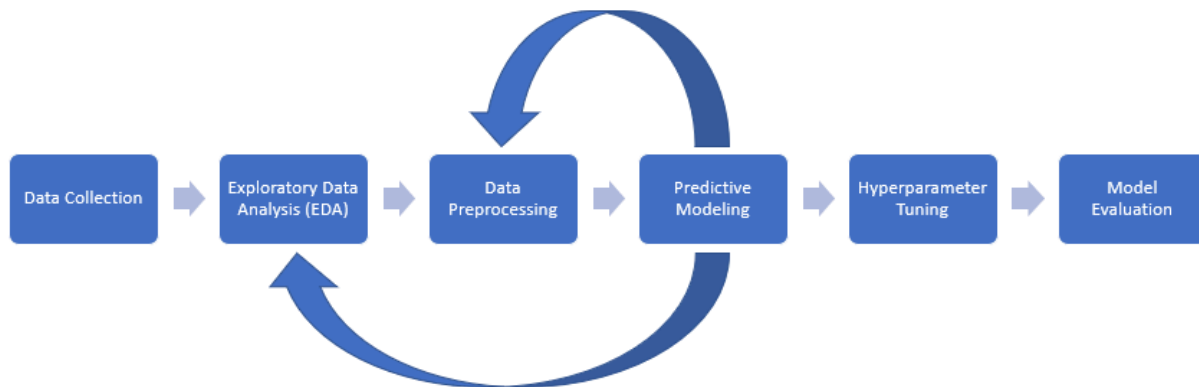 Data Collection
Exploratory Data
Analysis (EDA)
Data
Preprocessing
Predictive
Modeling
Hyperparameter
Tuning
Model
Evaluation